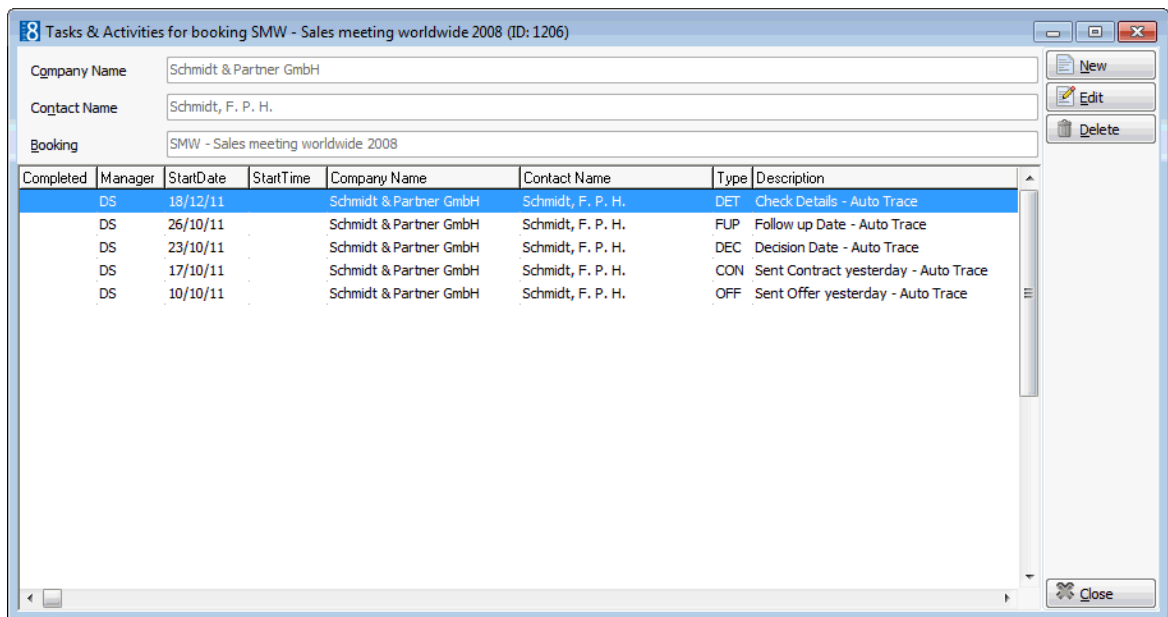 8 Tasks & Activities for booking SMW - Sales meeting worldwide 2008 (ID: 1206)
Company Name Schmidt & Partner GmbH New
Contact Name Schmidt, F. P. H. Edit
Booking SMW - Sales meeting worldwide 2008 Delete
Completed Manager StartDate StartTime Company Name Contact Name Type Description
DS 18/12/11 Schmidt & Partner GmbH Schmidt, F. P. H. DET Check Details - Auto Trace
DS 26/10/11 Schmidt & Partner GmbH Schmidt, F. P. H. FUP Follow up Date - Auto Trace
DS 23/10/11 Schmidt & Partner GmbH Schmidt, F. P. H. DEC Decision Date - Auto Trace
DS 17/10/11 Schmidt & Partner GmbH Schmidt, F. P. H. CON Sent Contract yesterday - Auto Trace
DS 10/10/11 Schmidt & Partner GmbH Schmidt, F. P. H. OFF Sent Offer yesterday - Auto Trace
Close